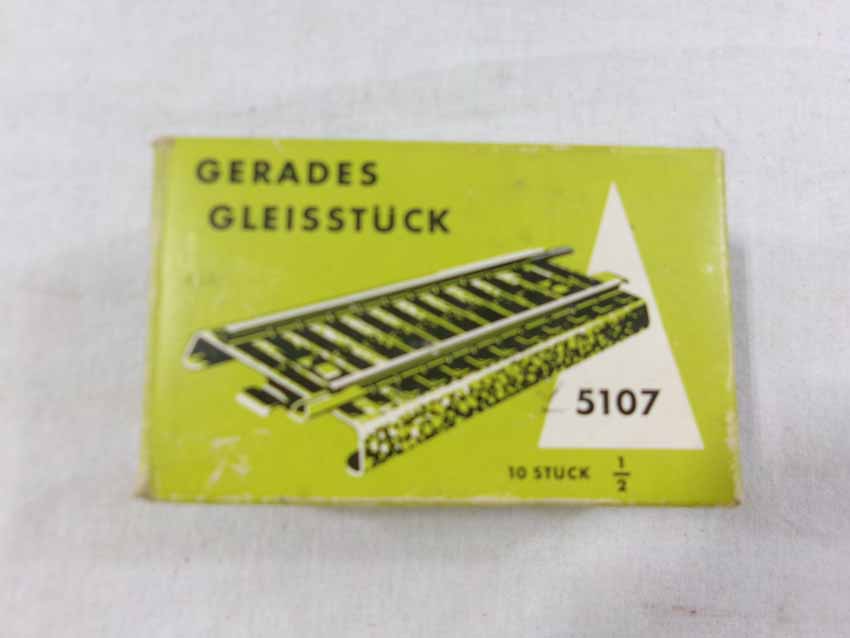 GERADES
GLEISSTÜCK
5107
10 STUCK 1/2